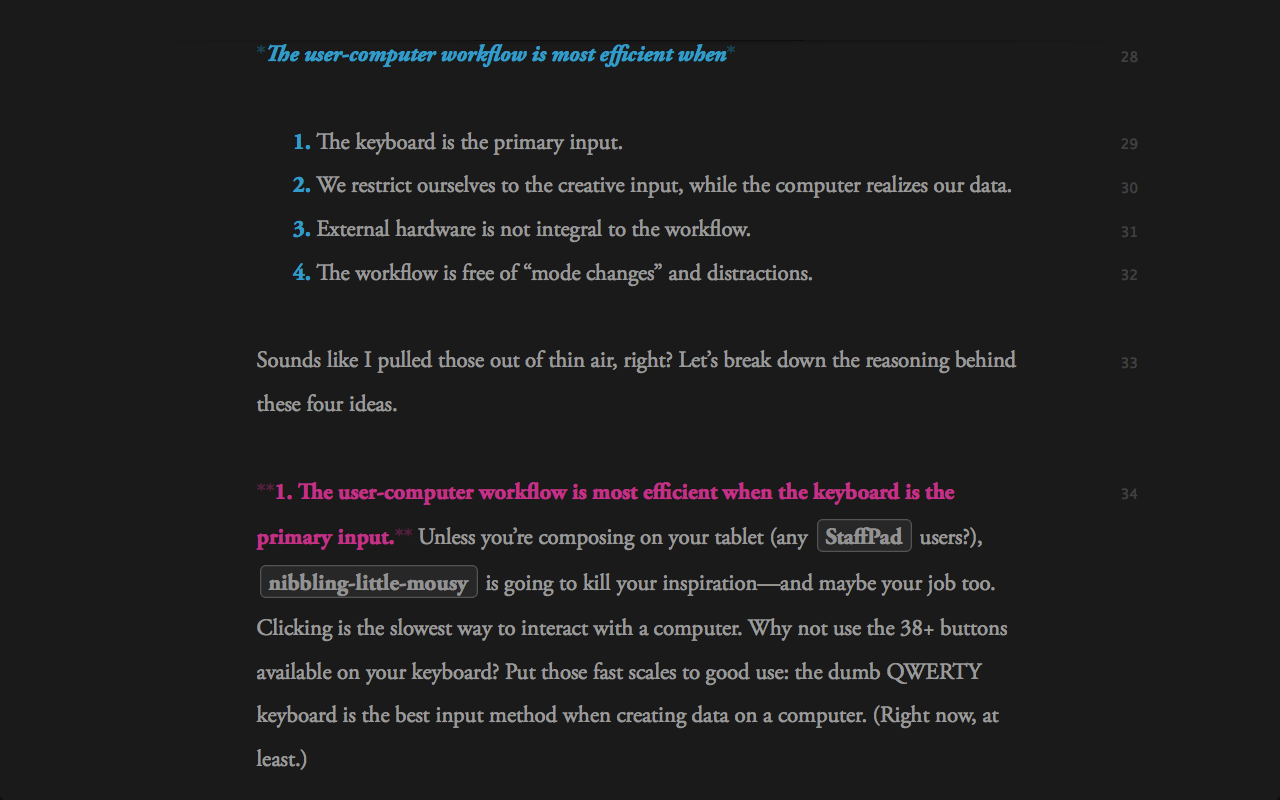 *The user-computer workflow is most efficient when* 28
1. The keyboard is the primary input. 29
2. We restrict ourselves to the creative input, while the computer realizes our data. 30
3. External hardware is not integral to the workflow. 31
4. The workflow is free of “mode changes” and distractions. 32
Sounds like I pulled those out of thin air, right? Let’s break down the reasoning behind 33
these four ideas.
**1. The user-computer workflow is most efficient when the keyboard is the 34
primary input.** Unless you’re composing on your tablet (any StaffPad users?),
nibbling-little-mousy is going to kill your inspiration—and maybe your job too.
Clicking is the slowest way to interact with a computer. Why not use the 38+ buttons
available on your keyboard? Put those fast scales to good use: the dumb QWERTY
keyboard is the best input method when creating data on a computer. (Right now, at
least.)